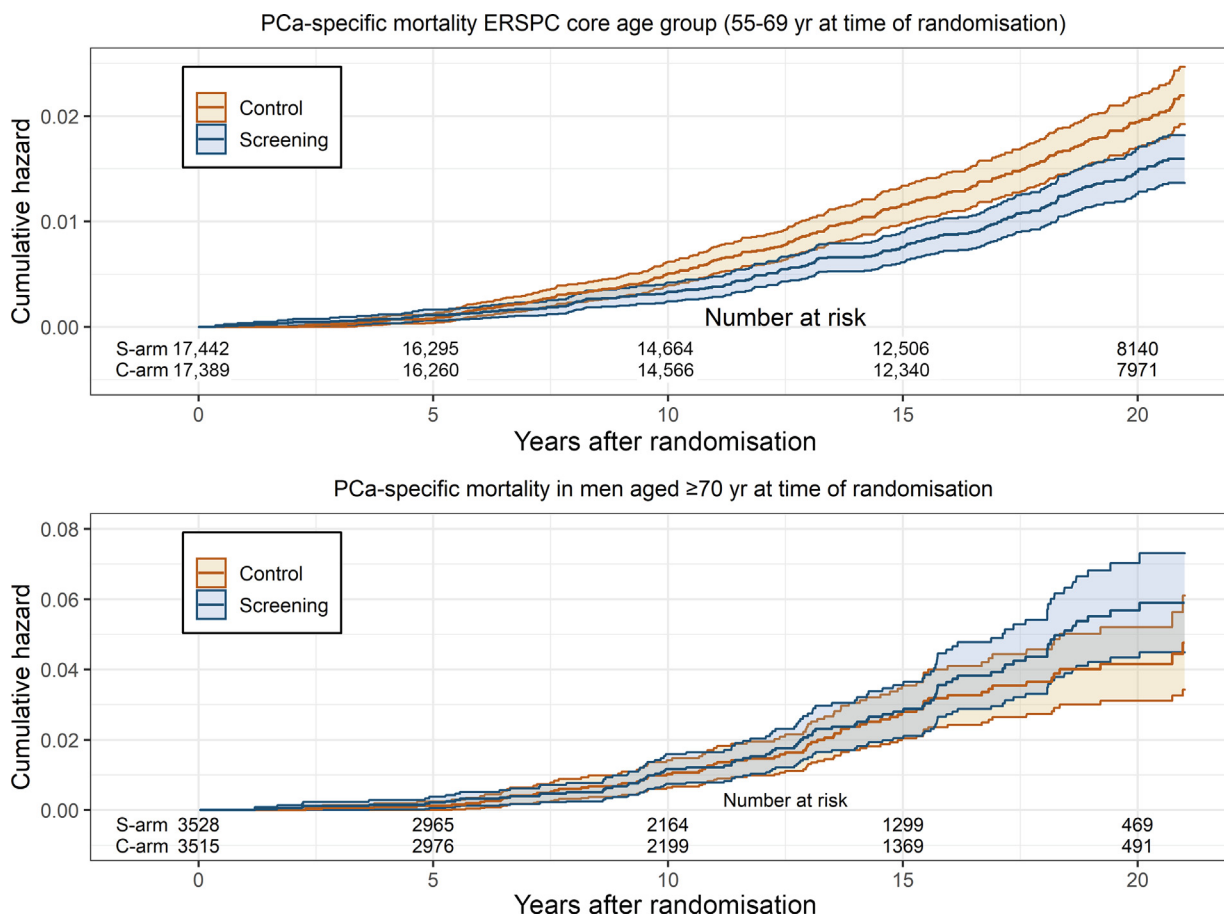 PCa-specific mortality ERSPC core age group (55-69 yr at time of randomisation)
Cumulative hazard
0.02
0.01
0.00
Control
Screening
Number at risk
S-arm 17,442 16,295 14,664 12,506 8140
C-arm 17,389 16,260 14,566 12,340 7971
0 5 10 15 20
Years after randomisation
PCa-specific mortality in men aged ≥70 yr at time of randomisation
Cumulative hazard
0.08
0.06
0.04
0.02
0.00
Control
Screening
Number at risk
S-arm 3528 2965 2164 1299 469
C-arm 3515 2976 2199 1369 491
0 5 10 15 20
Years after randomisation